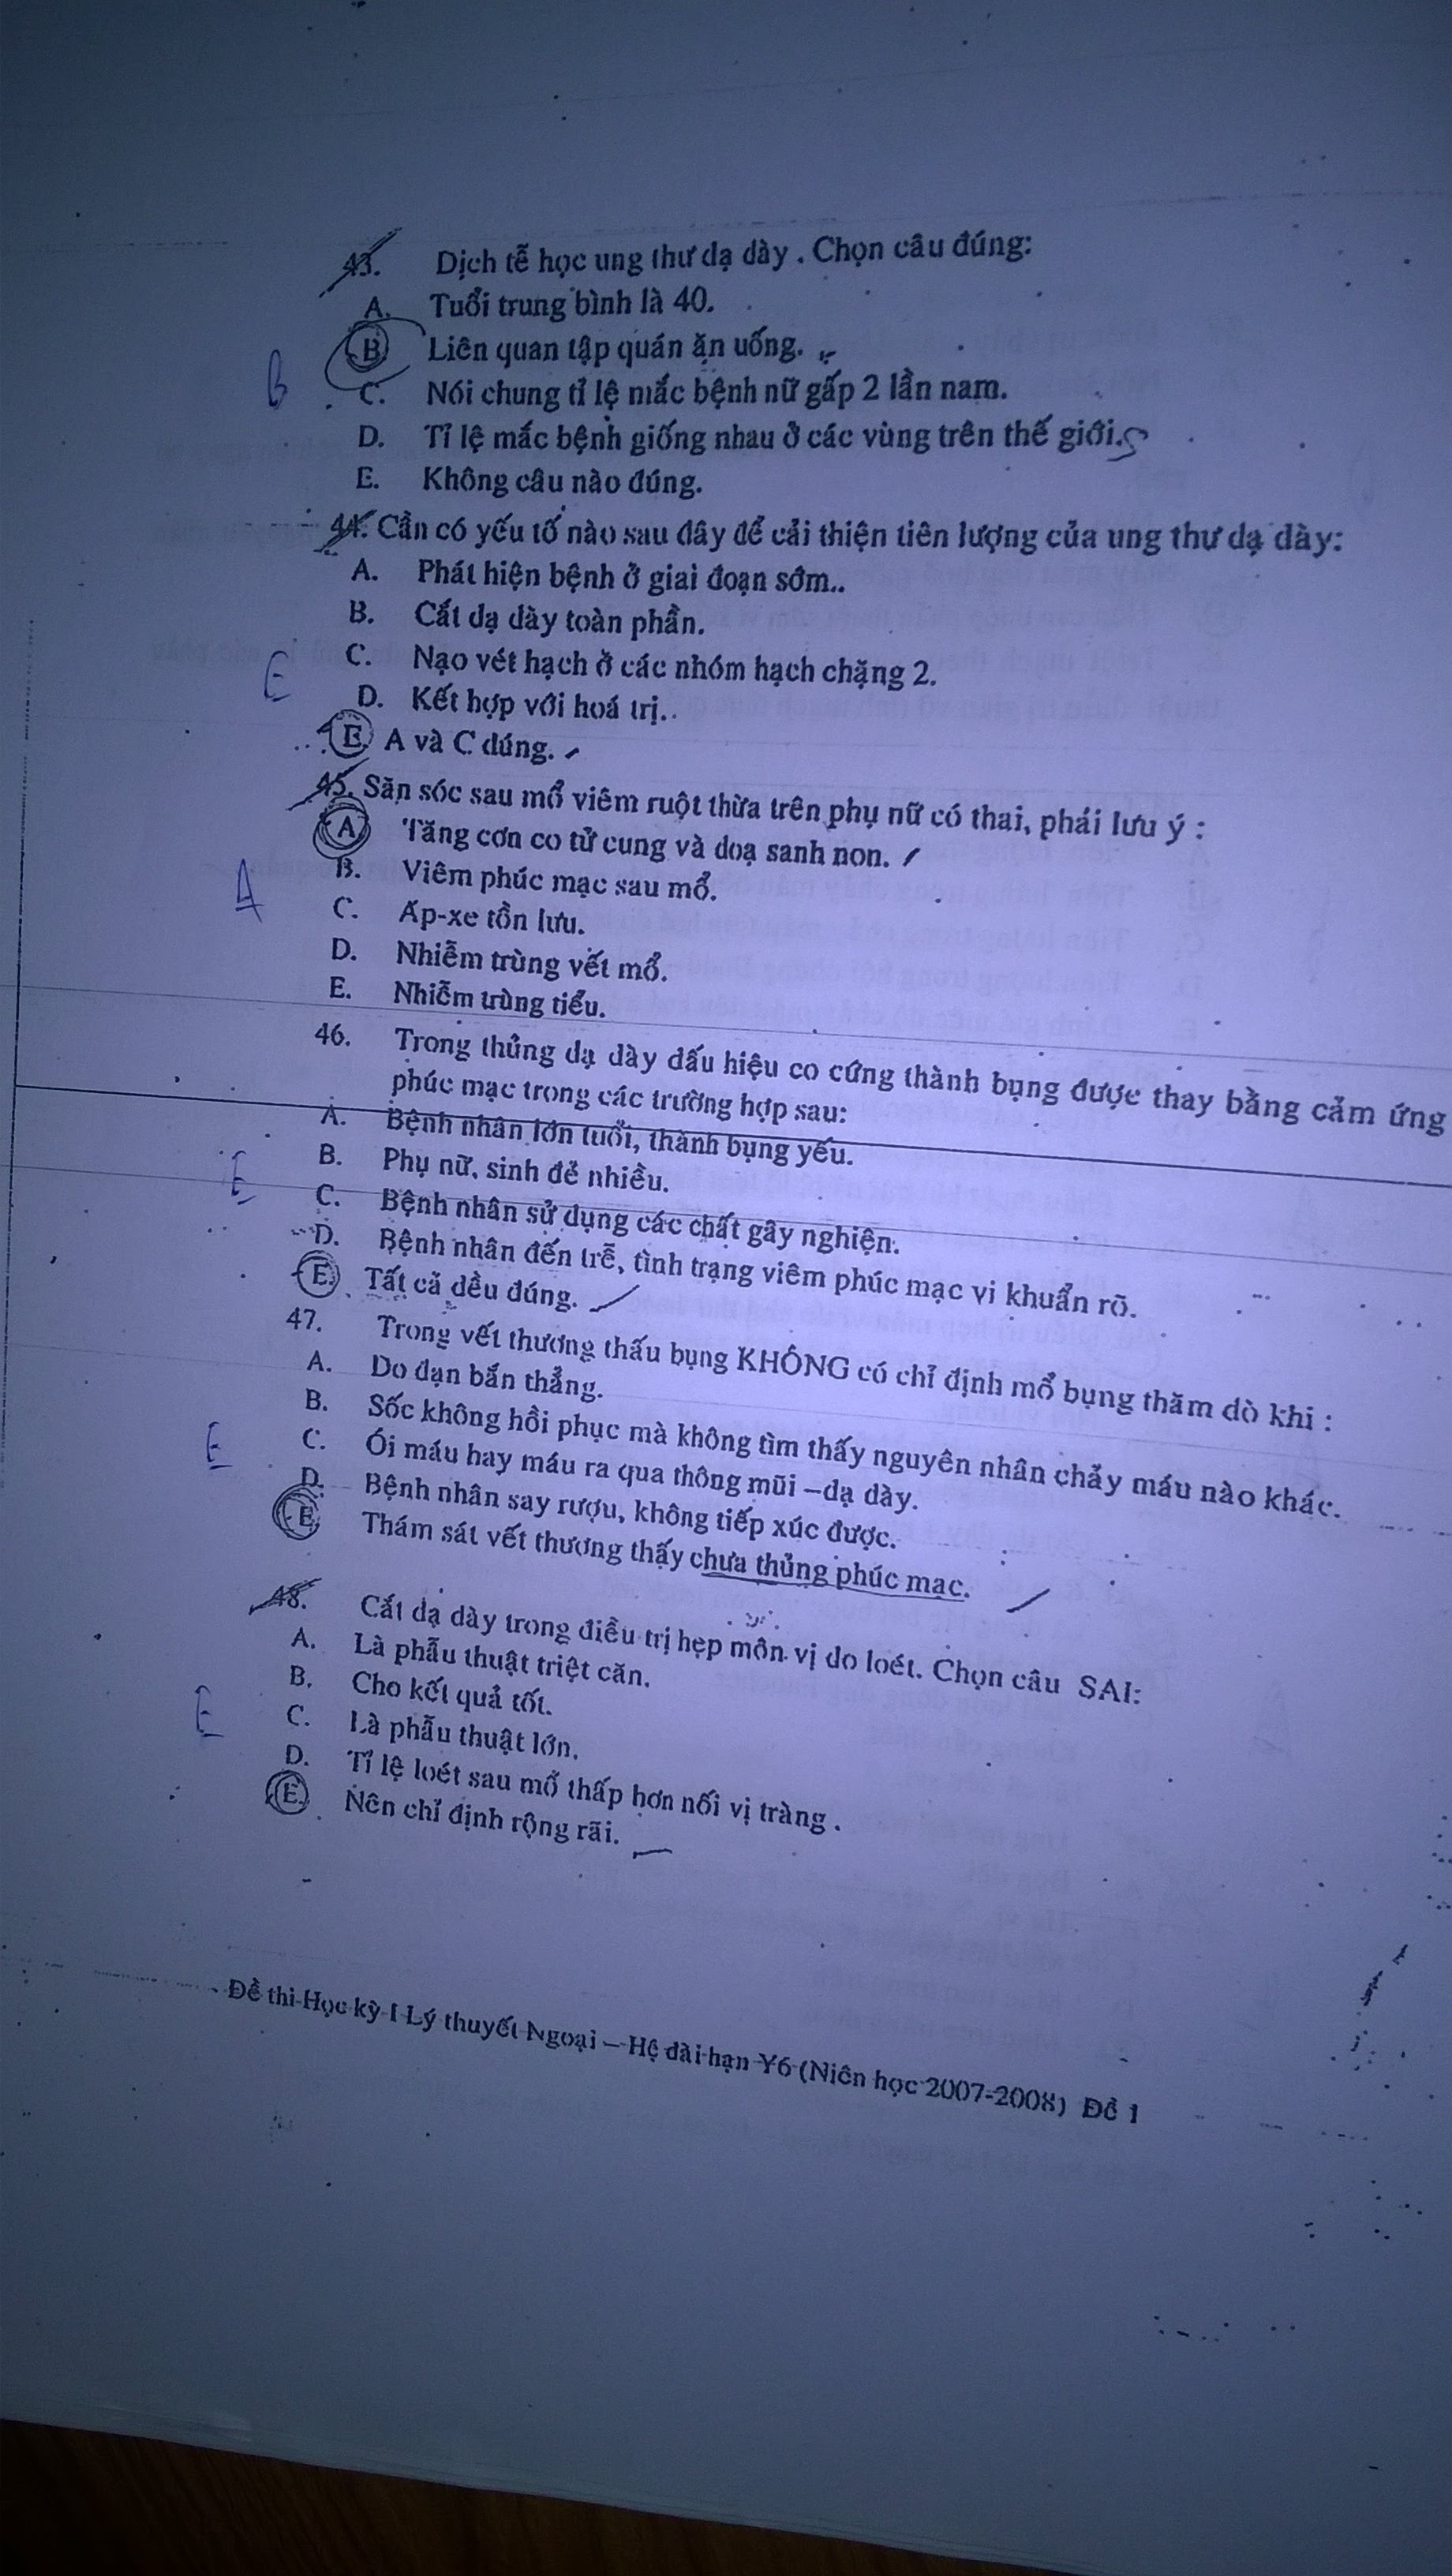 43. Dịch tễ học ung thư dạ dày . Chọn câu đúng:
A. Tuổi trung bình là 40.
B. Liên quan tập quán ăn uống.
B
C. Nói chung tỉ lệ mắc bệnh nữ gấp 2 lần nam.
D. Tỉ lệ mắc bệnh giống nhau ở các vùng trên thế giới.
E. Không câu nào đúng.
44. Cần có yếu tố nào sau đây để cải thiện tiên lượng của ung thư dạ dày:
A. Phát hiện bệnh ở giai đoạn sớm..
B. Cắt dạ dày toàn phần.
C. Nạo vét hạch ở các nhóm hạch chặng 2.
E
D. Kết hợp với hoá trị..
E. A và C đúng.
45. Săn sóc sau mổ viêm ruột thừa trên phụ nữ có thai, phải lưu ý :
A. Tăng cơn co tử cung và doạ sanh non.
B. Viêm phúc mạc sau mổ.
A
C. Áp-xe tồn lưu.
D. Nhiễm trùng vết mổ.
E. Nhiễm trùng tiểu.
46. Trong thủng dạ dày dấu hiệu co cứng thành bụng được thay bằng cảm ứng
phúc mạc trong các trường hợp sau:
A. Bệnh nhân lớn tuổi, thành bụng yếu.
B. Phụ nữ, sinh đẻ nhiều.
E
C. Bệnh nhân sử dụng các chất gây nghiện.
D. Bệnh nhân đến trễ, tình trạng viêm phúc mạc vi khuẩn rõ.
E. Tất cả đều đúng.
47. Trong vết thương thấu bụng KHÔNG có chỉ định mổ bụng thăm dò khi :
A. Do đạn bắn thẳng.
B. Sốc không hồi phục mà không tìm thấy nguyên nhân chảy máu nào khác.
E
C. Ói máu hay máu ra qua thông mũi –dạ dày.
D. Bệnh nhân say rượu, không tiếp xúc được.
E. Thám sát vết thương thấy chưa thủng phúc mạc.
48. Cắt dạ dày trong điều trị hẹp môn vị do loét. Chọn câu SAI:
A. Là phẫu thuật triệt căn.
B. Cho kết quả tốt.
E
C. Là phẫu thuật lớn.
D. Tỉ lệ loét sau mổ thấp hơn nối vị tràng .
E. Nên chỉ định rộng rãi.
Đề thi Học kỳ I Lý thuyết Ngoại – Hệ dài hạn Y6 (Niên học 2007-2008) Đề 1